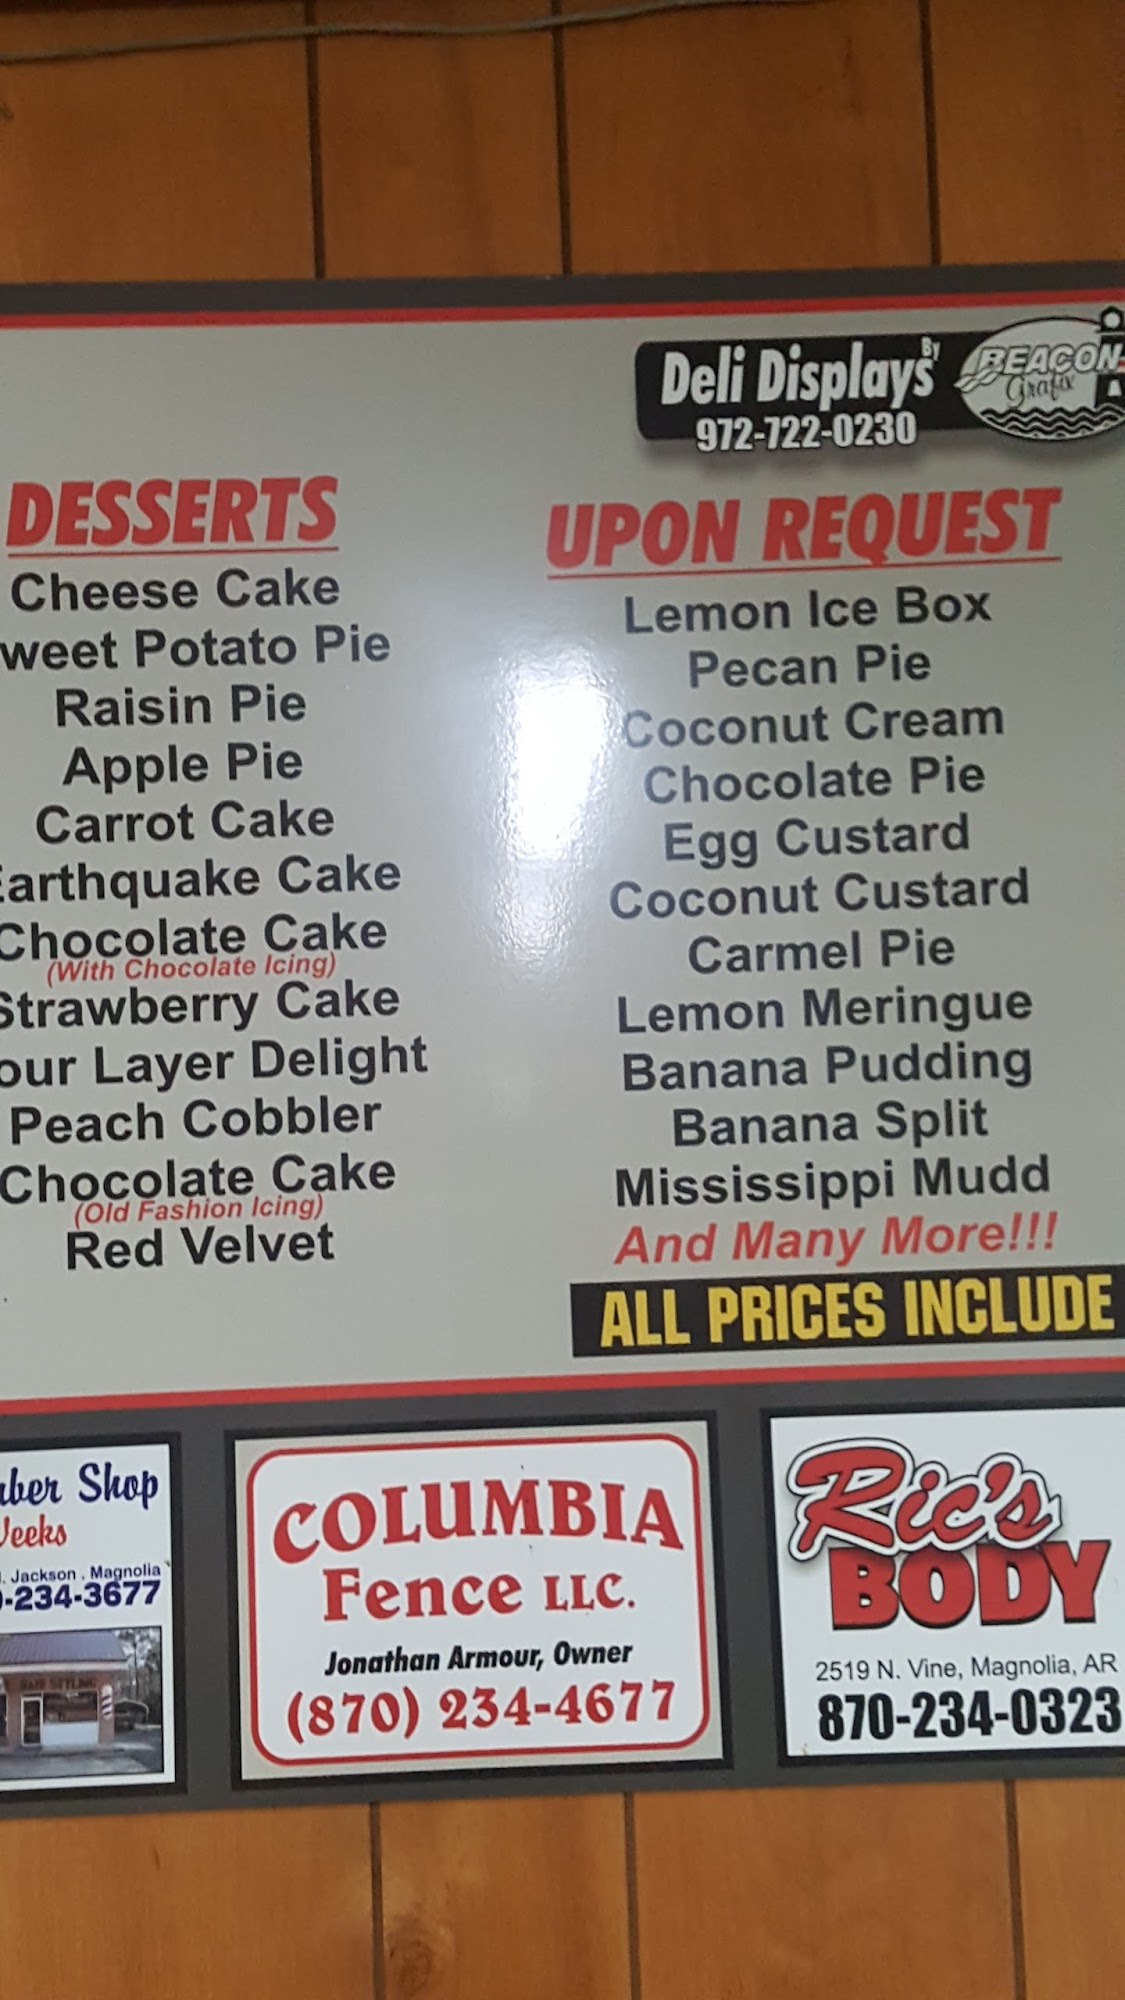 Deli Displays By
BEACON
Grafix
972-722-0230
DESSERTS
Cheese Cake
weet Potato Pie
Raisin Pie
Apple Pie
Carrot Cake
Earthquake Cake
Chocolate Cake
(With Chocolate Icing)
Strawberry Cake
our Layer Delight
Peach Cobbler
Chocolate Cake
(Old Fashion Icing)
Red Velvet
UPON REQUEST
Lemon Ice Box
Pecan Pie
Coconut Cream
Chocolate Pie
Egg Custard
Coconut Custard
Carmel Pie
Lemon Meringue
Banana Pudding
Banana Split
Mississippi Mudd
And Many More!!!
ALL PRICES INCLUDE
ber Shop
eeks
. Jackson . Magnolia
-234-3677
HAIR STYLING
COLUMBIA
Fence LLC.
Jonathan Armour, Owner
(870) 234-4677
Ric's
BODY
2519 N. Vine, Magnolia, AR
870-234-0323